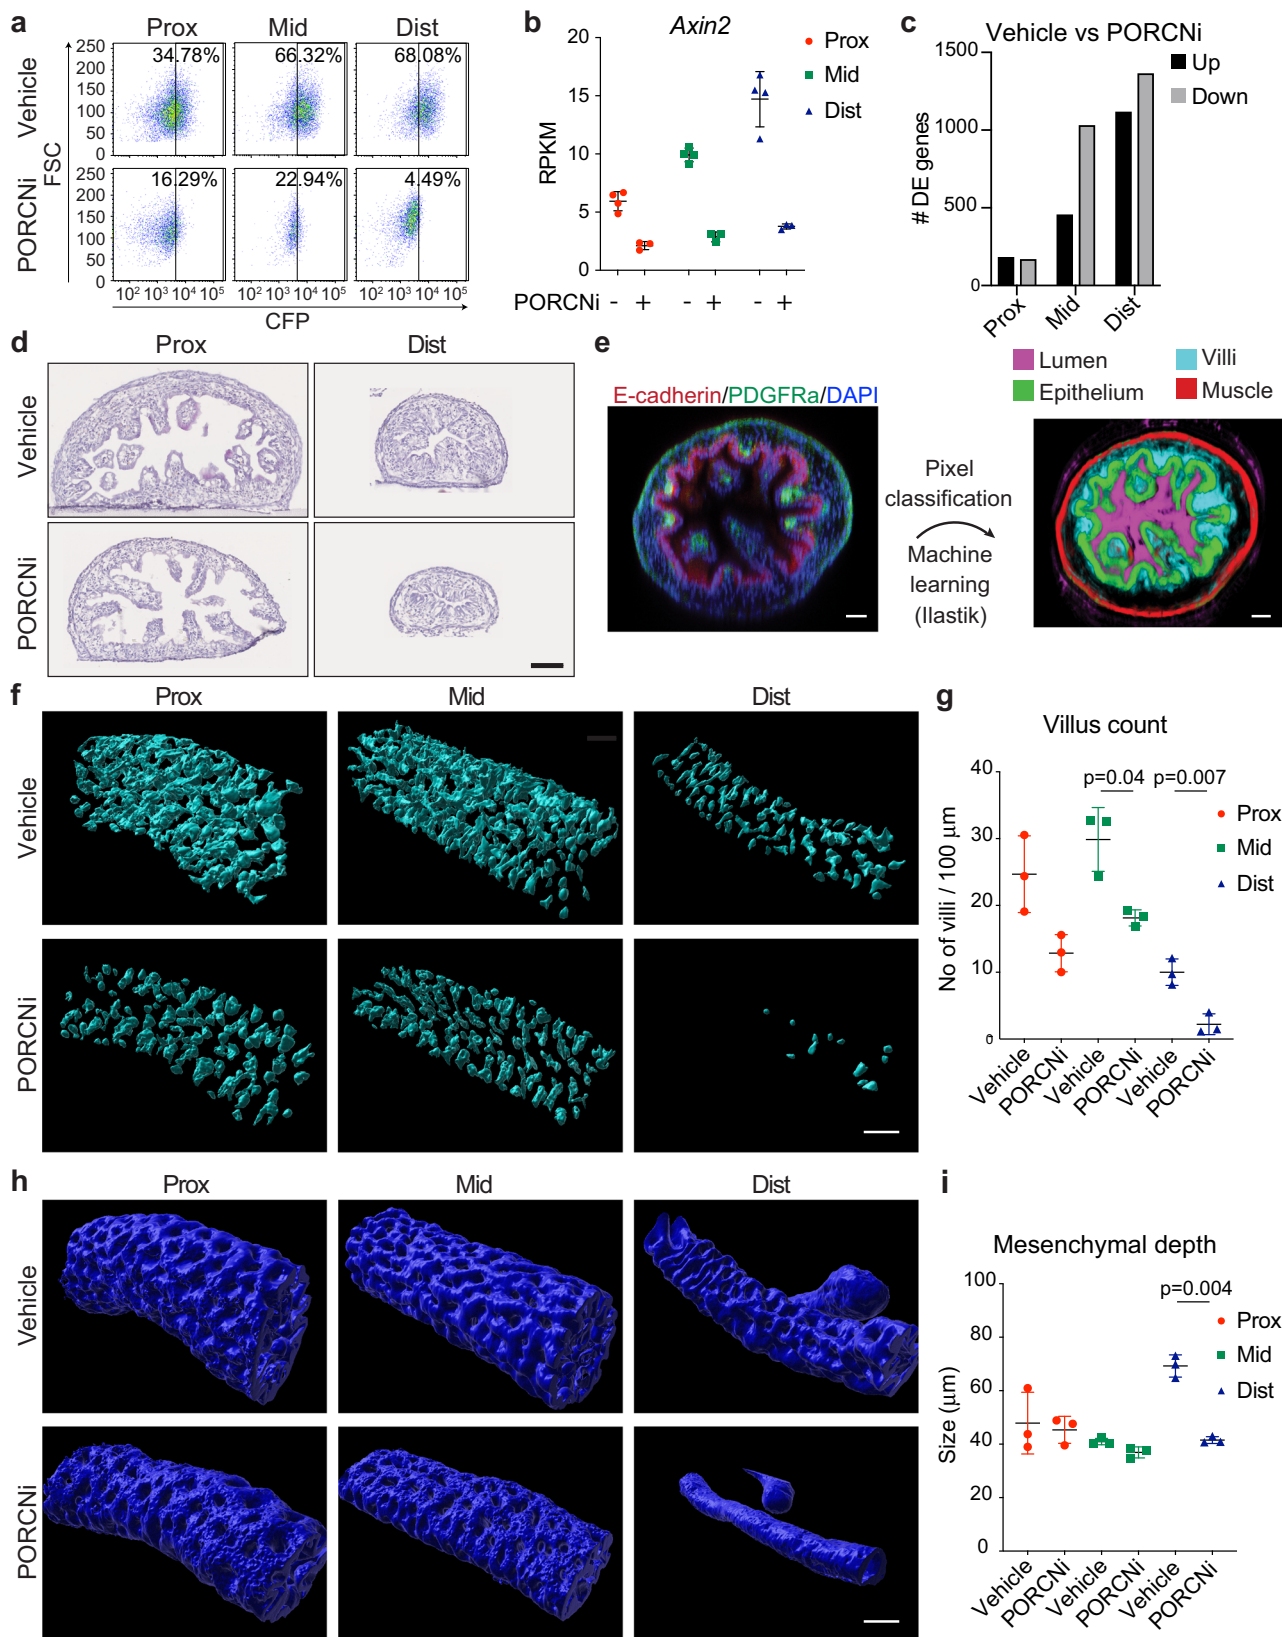 a
Prox Mid Dist
Vehicle
250
200
150
100
50
0
34.78% 66.32% 68.08%
FSC
PORCNi
250
200
150
100
50
0
16.29% 22.94% 4.49%
10² 10³ 10⁴ 10⁵ 10² 10³ 10⁴ 10⁵ 10² 10³ 10⁴ 10⁵
CFP
b
Axin2
20
15
10
5
0
RPKM
Prox
Mid
Dist
PORCNi - + - + - +
c
Vehicle vs PORCNi
Up
Down
1500
1000
500
0
# DE genes
Prox Mid Dist
d
Prox Dist
Vehicle
PORCNi
e
E-cadherin/PDGFRa/DAPI
Pixel
classification
Machine
learning
(Ilastik)
Lumen Villi
Epithelium Muscle
f
Prox Mid Dist
Vehicle
PORCNi
g
Villus count
40
30
20
10
0
No of villi / 100 µm
p=0.04 p=0.007
Prox
Mid
Dist
Vehicle PORCNi Vehicle PORCNi Vehicle PORCNi
h
Prox Mid Dist
Vehicle
PORCNi
i
Mesenchymal depth
100
80
60
40
20
0
Size (µm)
p=0.004
Prox
Mid
Dist
Vehicle PORCNi Vehicle PORCNi Vehicle PORCNi